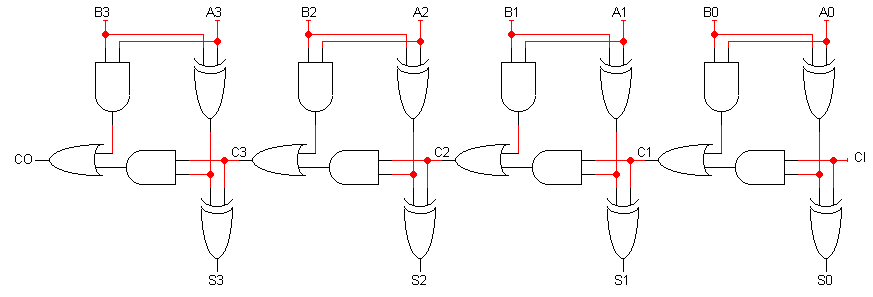 B3 A3 B2 A2 B1 A1 B0 A0
CO C3 C2 C1 CI
S3 S2 S1 S0